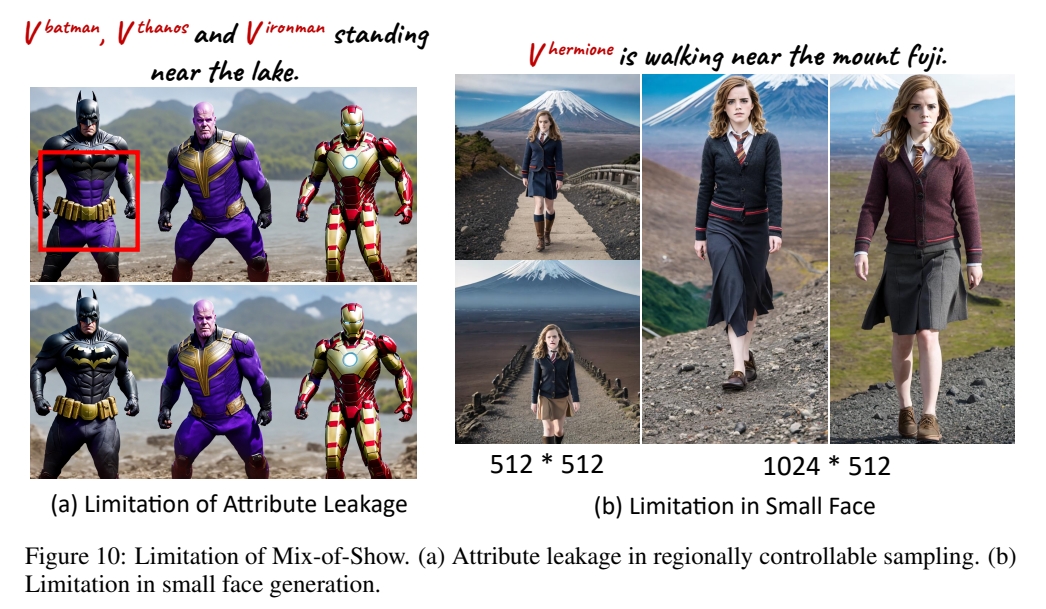 V^batman, V^thanos and V^ironman standing
near the lake.
V^hermione is walking near the mount fuji.
512 * 512
1024 * 512
(a) Limitation of Attribute Leakage
(b) Limitation in Small Face
Figure 10: Limitation of Mix-of-Show. (a) Attribute leakage in regionally controllable sampling. (b)
Limitation in small face generation.